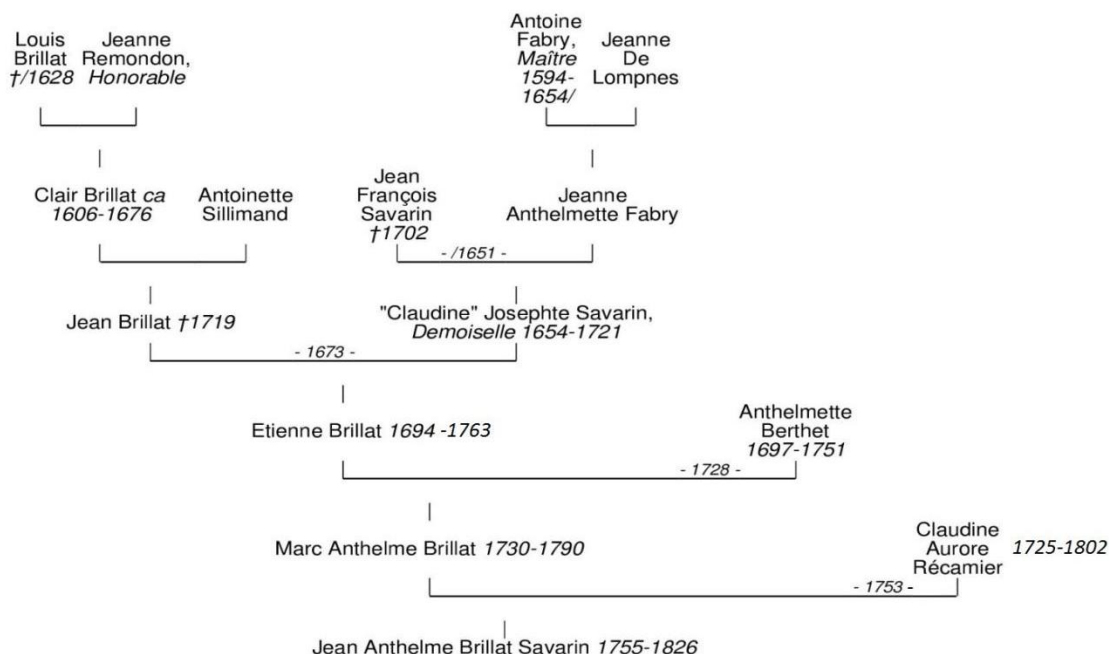 Louis
Brillat
†/1628
Jeanne
Remondon,
Honorable
Antoine
Fabry,
Maître
1594-
1654/
Jeanne
De
Lompnes
Clair Brillat ca
1606-1676
Antoinette
Sillimand
Jean
François
Savarin
†1702
Jeanne
Anthelmette Fabry
- /1651 -
Jean Brillat †1719
"Claudine" Josephte Savarin,
Demoiselle 1654-1721
- 1673 -
Etienne Brillat 1694 -1763
Anthelmette
Berthet
1697-1751
- 1728 -
Marc Anthelme Brillat 1730-1790
Claudine
Aurore
Récamier
1725-1802
- 1753 -
Jean Anthelme Brillat Savarin 1755-1826